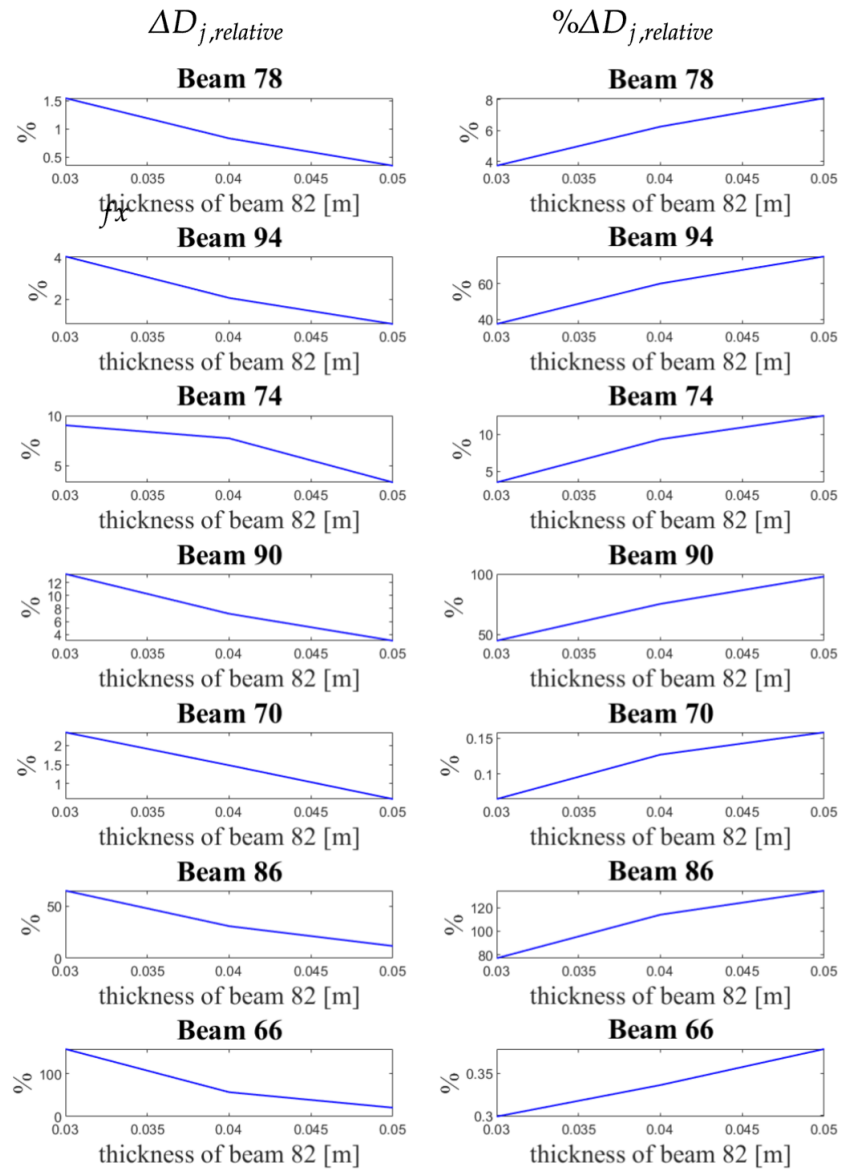 ΔD_{j,relative} %ΔD_{j,relative}
Beam 78 Beam 78
1.5 8
1 6
0.5 4
% %
0.03 0.035 0.04 0.045 0.05 0.03 0.035 0.04 0.045 0.05
thickness of beam 82 [m] thickness of beam 82 [m]
fx
Beam 94 Beam 94
4 60
2 40
% %
0.03 0.035 0.04 0.045 0.05 0.03 0.035 0.04 0.045 0.05
thickness of beam 82 [m] thickness of beam 82 [m]
Beam 74 Beam 74
10 10
5 5
% %
0.03 0.035 0.04 0.045 0.05 0.03 0.035 0.04 0.045 0.05
thickness of beam 82 [m] thickness of beam 82 [m]
Beam 90 Beam 90
12 100
10
8
6
4 50
% %
0.03 0.035 0.04 0.045 0.05 0.03 0.035 0.04 0.045 0.05
thickness of beam 82 [m] thickness of beam 82 [m]
Beam 70 Beam 70
2 0.15
1.5
1 0.1
% %
0.03 0.035 0.04 0.045 0.05 0.03 0.035 0.04 0.045 0.05
thickness of beam 82 [m] thickness of beam 82 [m]
Beam 86 Beam 86
50 120
100
0 80
% %
0.03 0.035 0.04 0.045 0.05 0.03 0.035 0.04 0.045 0.05
thickness of beam 82 [m] thickness of beam 82 [m]
Beam 66 Beam 66
100 0.35
0 0.3
% %
0.03 0.035 0.04 0.045 0.05 0.03 0.035 0.04 0.045 0.05
thickness of beam 82 [m] thickness of beam 82 [m]